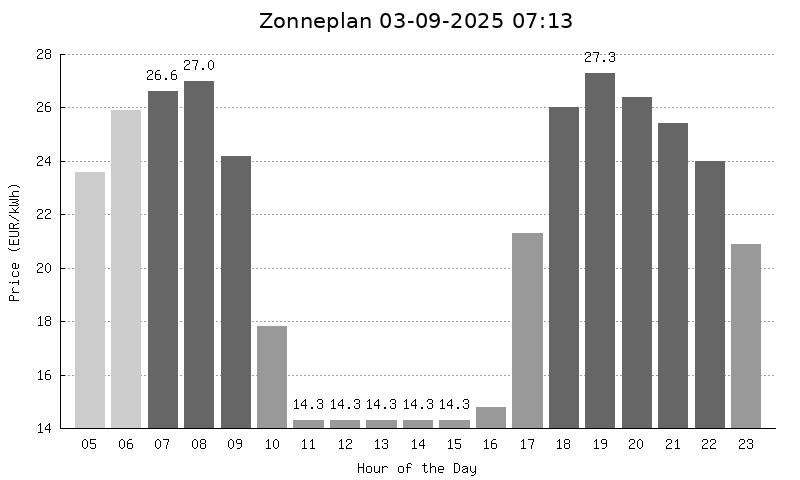 Zonneplan 03-09-2025 07:13
28
26
24
22
20
18
16
14
Price (EUR/kWh)
26.6
27.0
14.3 14.3 14.3 14.3 14.3
27.3
05 06 07 08 09 10 11 12 13 14 15 16 17 18 19 20 21 22 23
Hour of the Day